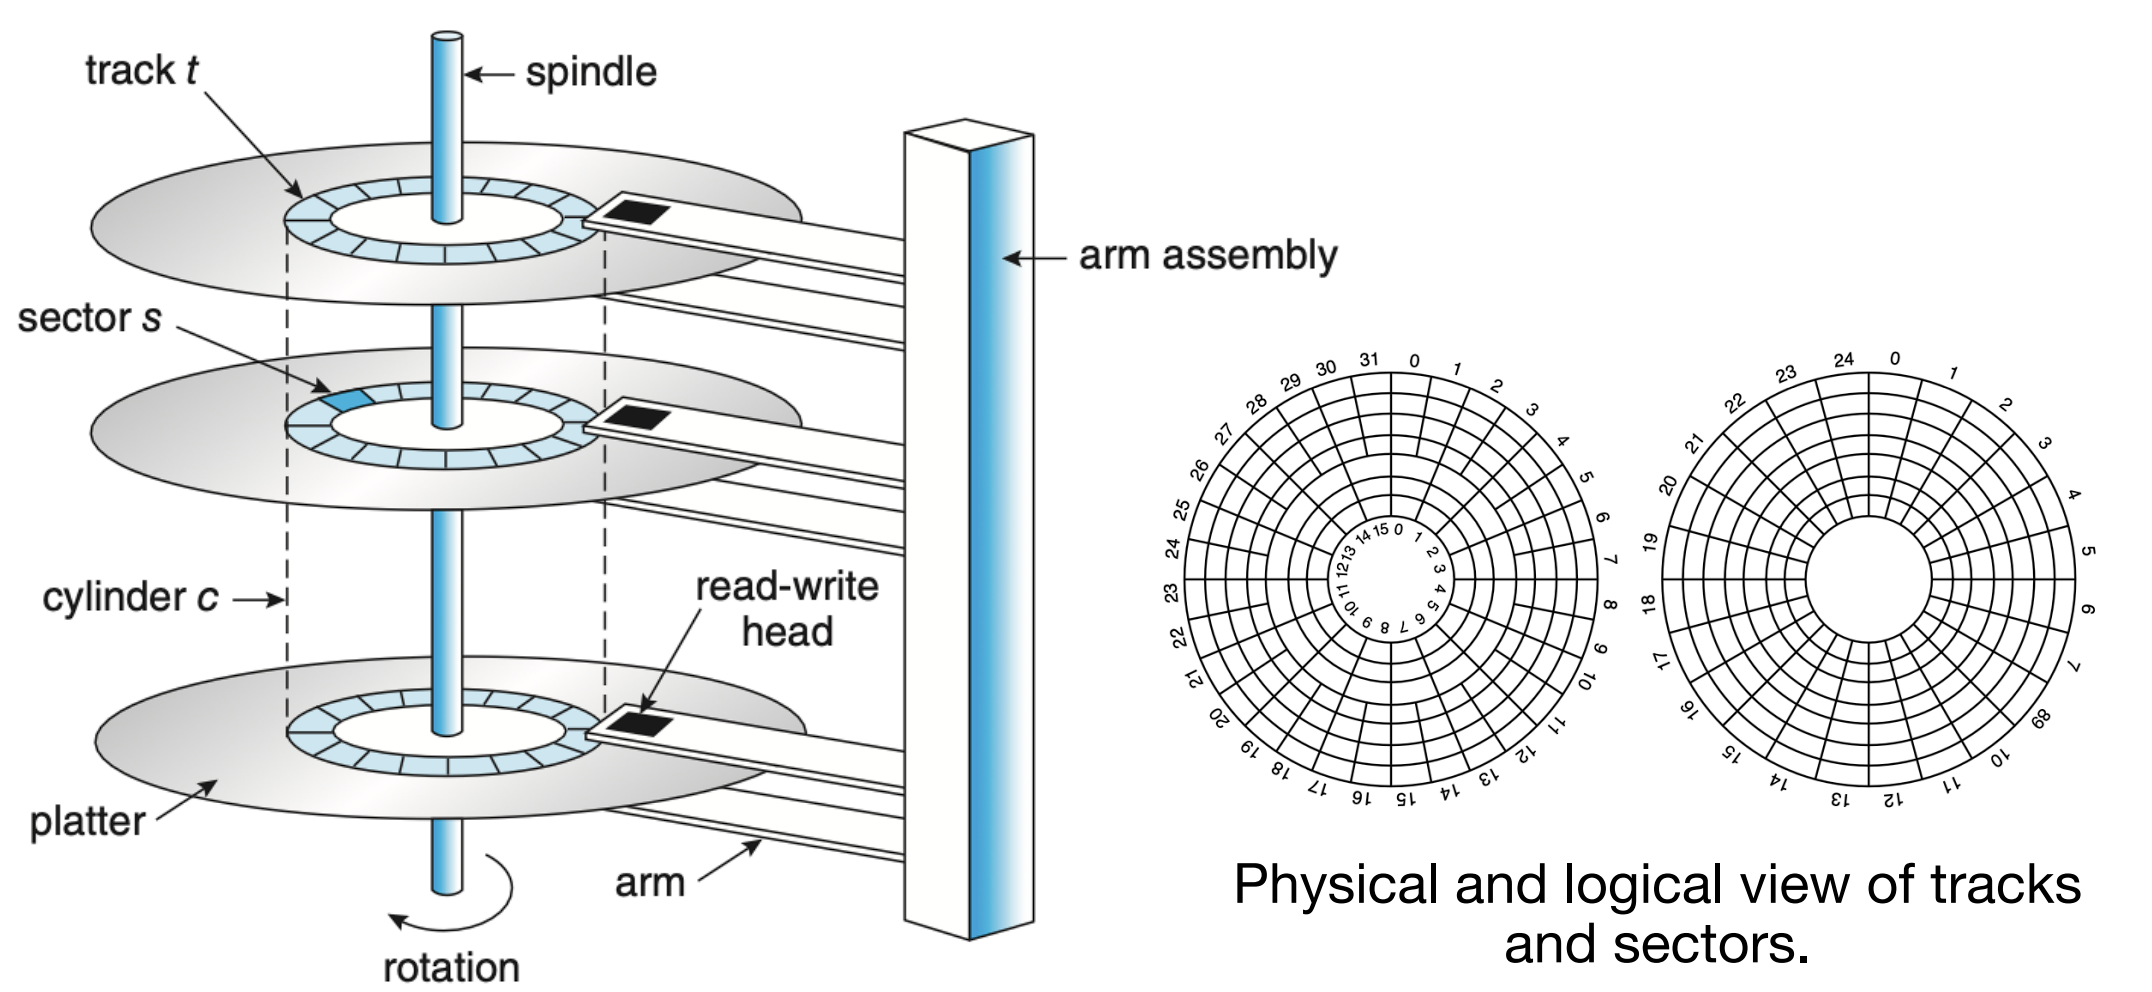 track t
spindle
arm assembly
sector s
cylinder c
read-write
head
platter
arm
rotation
31 0 1 2 3 4 5 6 7 8 9 10 11 12 13 14 15 16 17 18 19 20 21 22 23 24 25 26 27 28 29 30
15 0 1 2 3 4 5 6 7 8 9 10 11 12 13 14
24 0 1 2 3 4 5 6 7 89 10 11 12 13 14 15 16 17 18 19 20 21 22 23
Physical and logical view of tracks
and sectors.